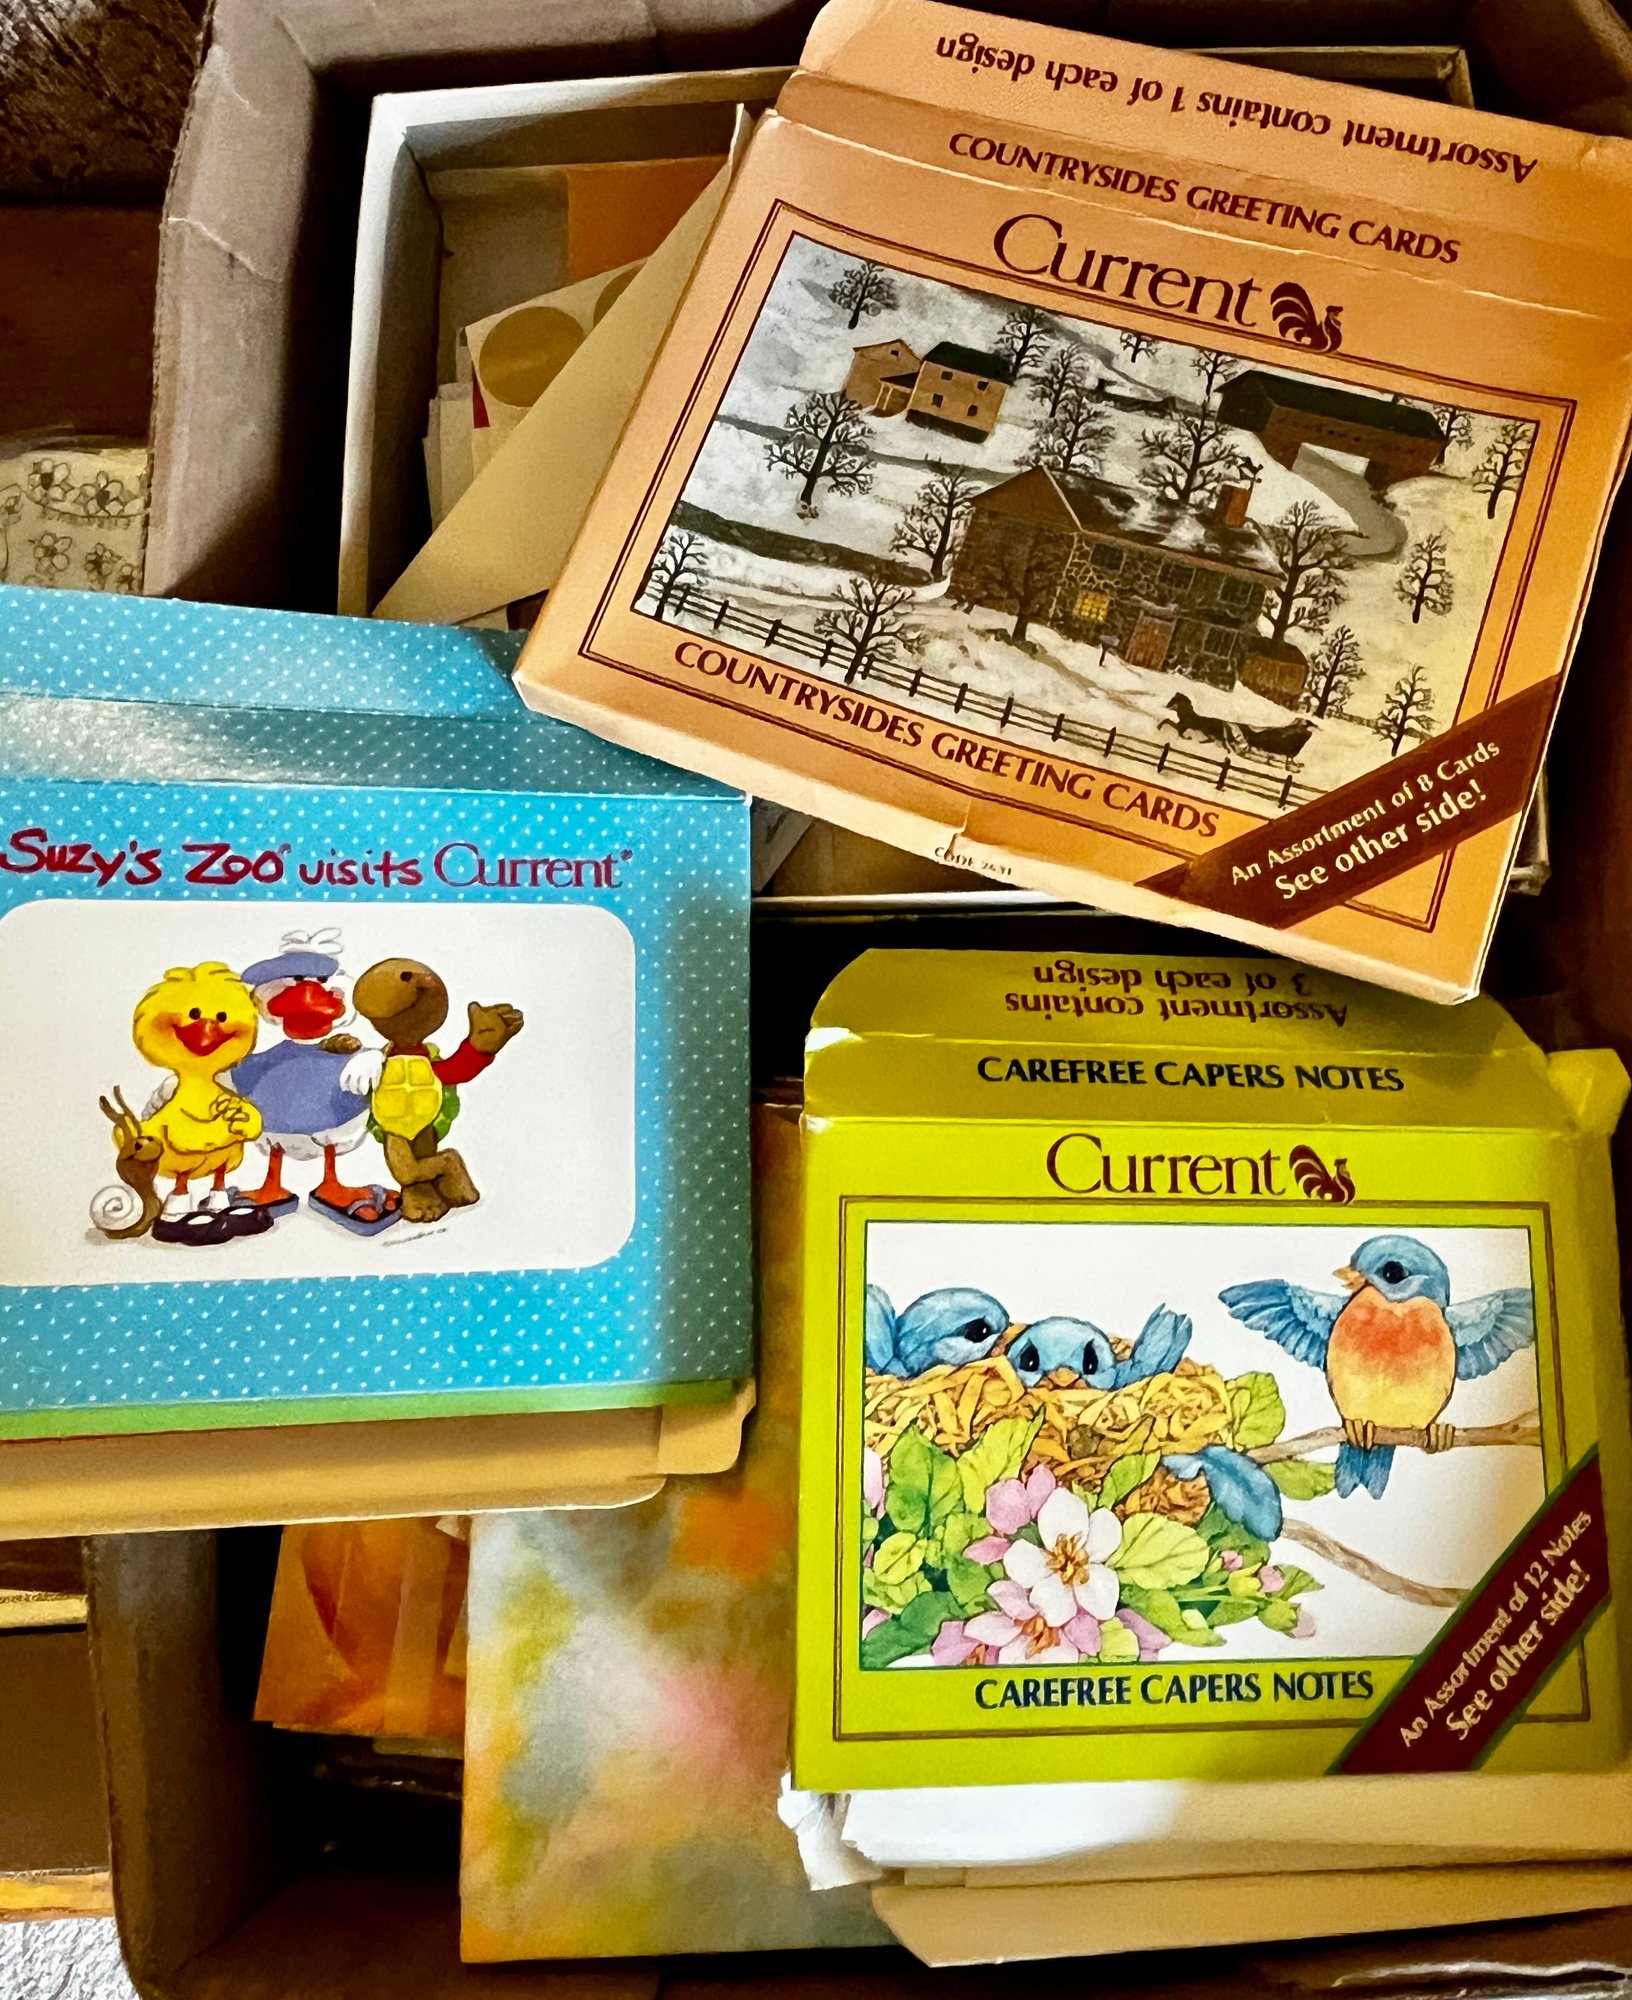 Assortment contains 1 of each design
COUNTRYSIDES GREETING CARDS
Current
COUNTRYSIDES GREETING CARDS
CODE 2631
An Assortment of 8 Cards
See other side!
Suzy's Zoo® visits Current®
Assortment contains
3 of each design
CAREFREE CAPERS NOTES
Current
CAREFREE CAPERS NOTES
An Assortment of 12 Notes
See other side!